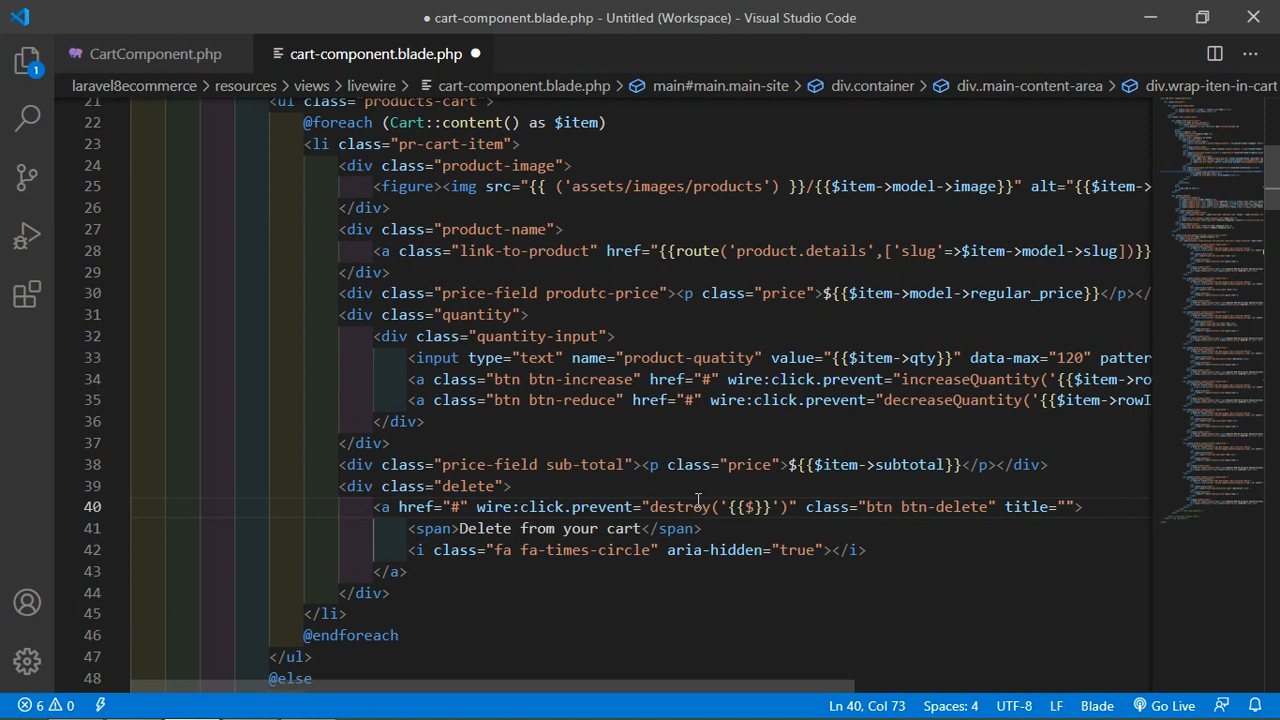 ● cart-component.blade.php - Untitled (Workspace) - Visual Studio Code
CartComponent.php
cart-component.blade.php ●
laravel8ecommerce > resources > views > livewire > cart-component.blade.php > main#main.main-site > div.container > div..main-content-area > div.wrap-iten-in-cart
1
21 <ul class="products-cart">
22 @foreach (Cart::content() as $item)
23 <li class="pr-cart-item">
24 <div class="product-image">
25 <figure><img src="{{ ('assets/images/products') }}/{{$item->model->image}}" alt="{{$item->
26 </div>
27 <div class="product-name">
28 <a class="link-to-product" href="{{route('product.details',['slug'=>$item->model->slug])}}
29 </div>
30 <div class="price-field produtc-price"><p class="price">${{$item->model->regular_price}}</p></
31 <div class="quantity">
32 <div class="quantity-input">
33 <input type="text" name="product-quatity" value="{{$item->qty}}" data-max="120" pattern
34 <a class="btn btn-increase" href="#" wire:click.prevent="increaseQuantity('{{$item->ro
35 <a class="btn btn-reduce" href="#" wire:click.prevent="decreaseQuantity('{{$item->rowI
36 </div>
37 </div>
38 <div class="price-field sub-total"><p class="price">${{$item->subtotal}}</p></div>
39 <div class="delete">
40 <a href="#" wire:click.prevent="destroy('{{$}}')" class="btn btn-delete" title="">
41 <span>Delete from your cart</span>
42 <i class="fa fa-times-circle" aria-hidden="true"></i>
43 </a>
44 </div>
45 </li>
46 @endforeach
47 </ul>
48 @else
6 0
Ln 40, Col 73
Spaces: 4
UTF-8
LF
Blade
Go Live